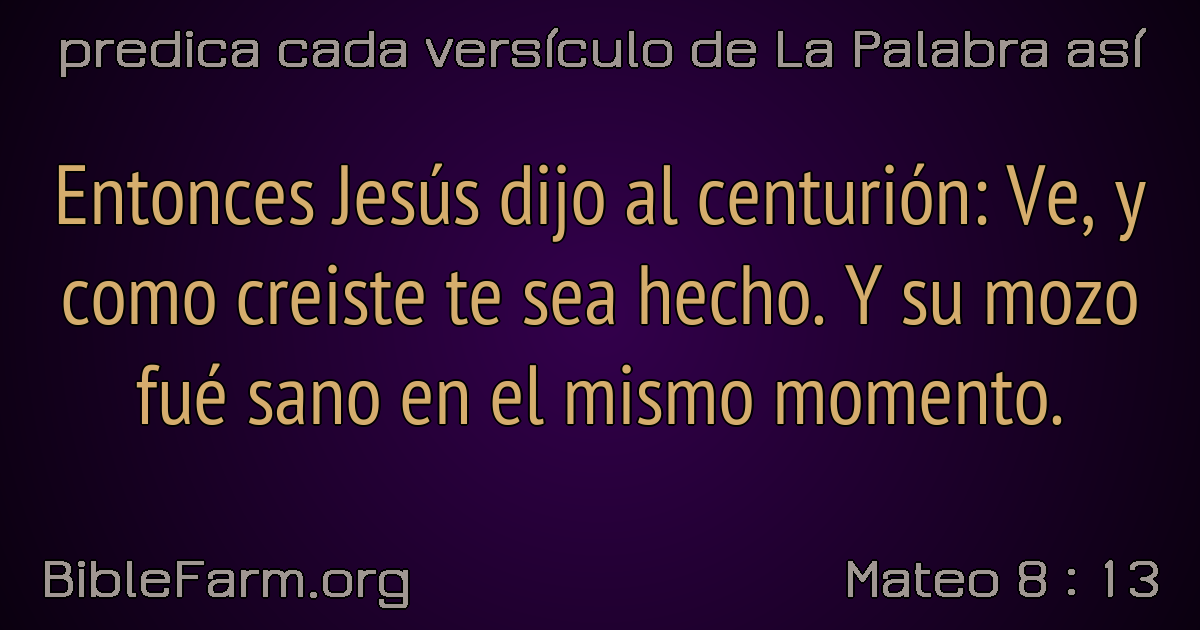 predica cada versículo de La Palabra así
Entonces Jesús dijo al centurión: Ve, y
como creiste te sea hecho. Y su mozo
fué sano en el mismo momento.
BibleFarm.org
Mateo 8 : 13